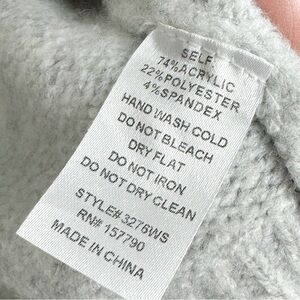 SELF
74%ACRYLIC
22%POLYESTER
4%SPANDEX
HAND WASH COLD
DO NOT BLEACH
DRY FLAT
DO NOT IRON
DO NOT DRY CLEAN
STYLE# 3276WS
RN# 157790
MADE IN CHINA